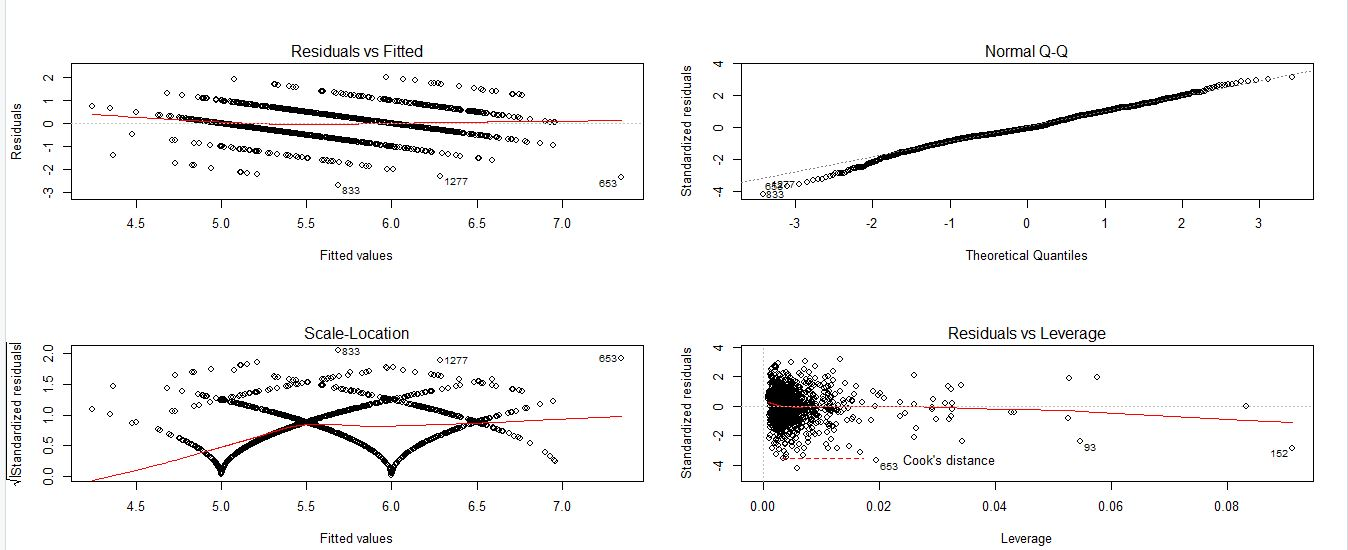 Residuals vs Fitted
Residuals
2
1
0
-1
-2
-3
833
1277
653
4.5 5.0 5.5 6.0 6.5 7.0
Fitted values
Normal Q-Q
Standardized residuals
4
2
0
-2
-4
1277
833
-3 -2 -1 0 1 2 3
Theoretical Quantiles
Scale-Location
√|Standardized residuals|
2.0
1.5
1.0
0.5
0.0
833
1277
653
4.5 5.0 5.5 6.0 6.5 7.0
Fitted values
Residuals vs Leverage
Standardized residuals
4
2
0
-2
-4
93
152
653
Cook's distance
0.00 0.02 0.04 0.06 0.08
Leverage